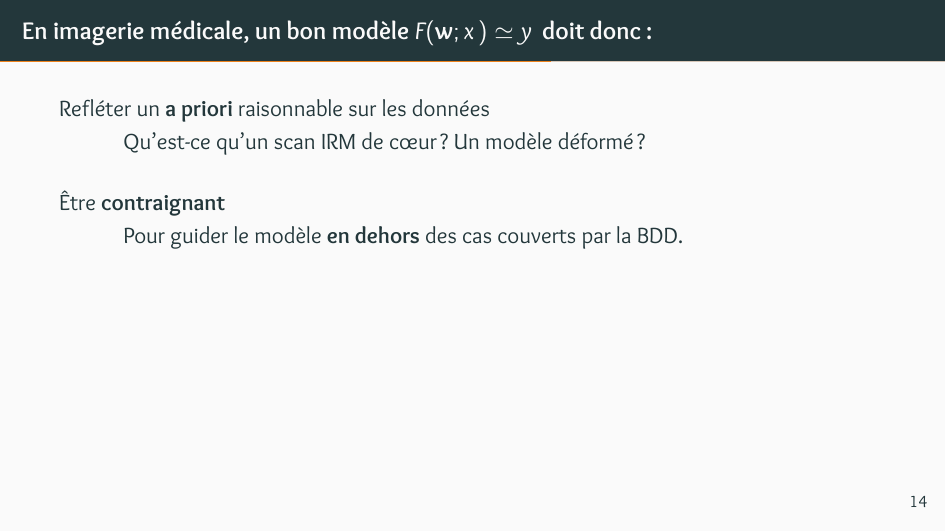 En imagerie médicale, un bon modèle F(w; x) ≃ y doit donc :
Refléter un a priori raisonnable sur les données
Qu’est-ce qu’un scan IRM de cœur ? Un modèle déformé ?
Être contraignant
Pour guider le modèle en dehors des cas couverts par la BDD.
14